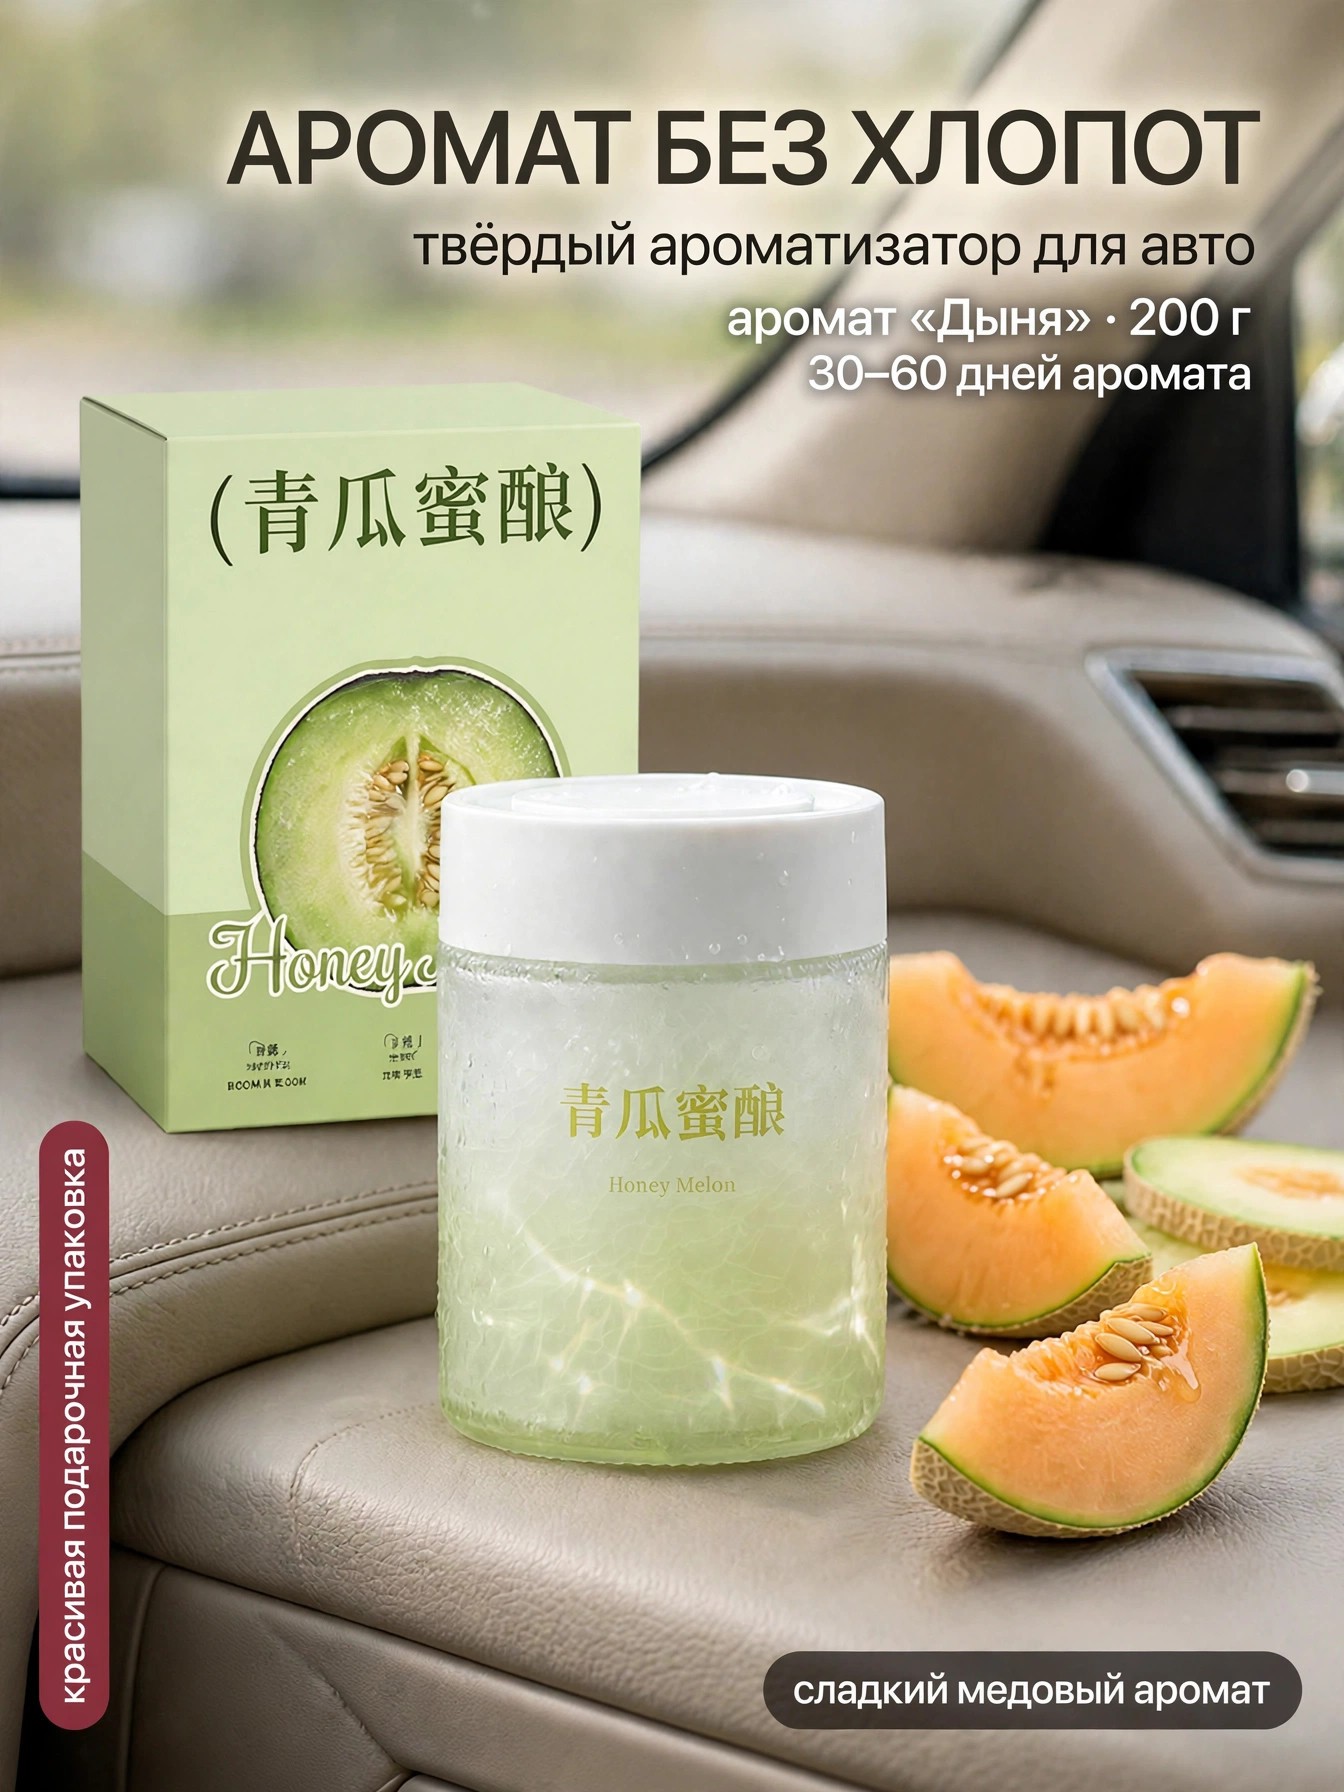 АРОМАТ БЕЗ ХЛОПОТ
твёрдый ароматизатор для авто
аромат «Дыня» · 200 г
30–60 дней аромата
(青瓜蜜酿)
Honey
青瓜蜜酿
Honey Melon
красивая подарочная упаковка
сладкий медовый аромат